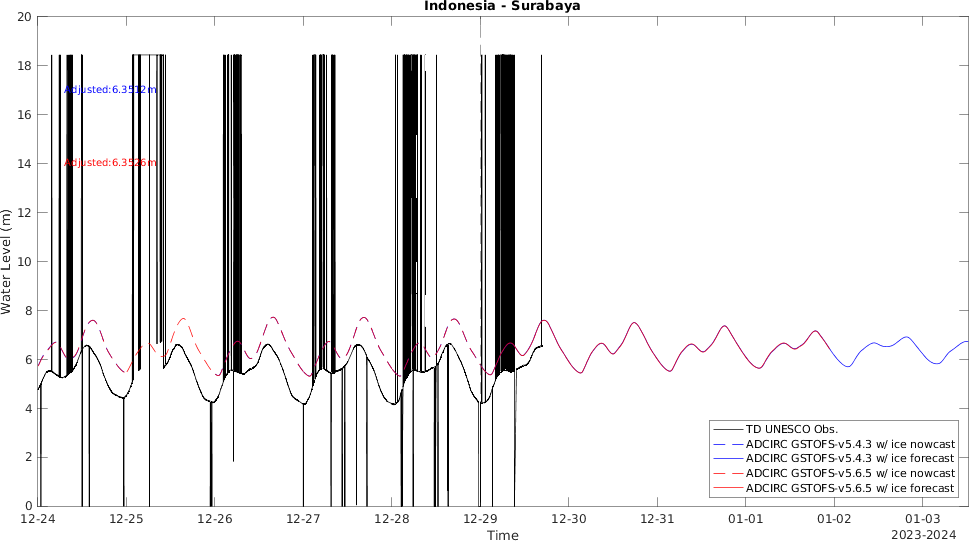 Indonesia - Surabaya
20
18
16
14
12
10
8
6
4
2
0
Water Level (m)
Adjusted:6.3512m
Adjusted:6.3526m
TD UNESCO Obs.
ADCIRC GSTOFS-v5.4.3 w/ ice nowcast
ADCIRC GSTOFS-v5.4.3 w/ ice forecast
ADCIRC GSTOFS-v5.6.5 w/ ice nowcast
ADCIRC GSTOFS-v5.6.5 w/ ice forecast
12-24 12-25 12-26 12-27 12-28 12-29 12-30 12-31 01-01 01-02 01-03
Time
2023-2024